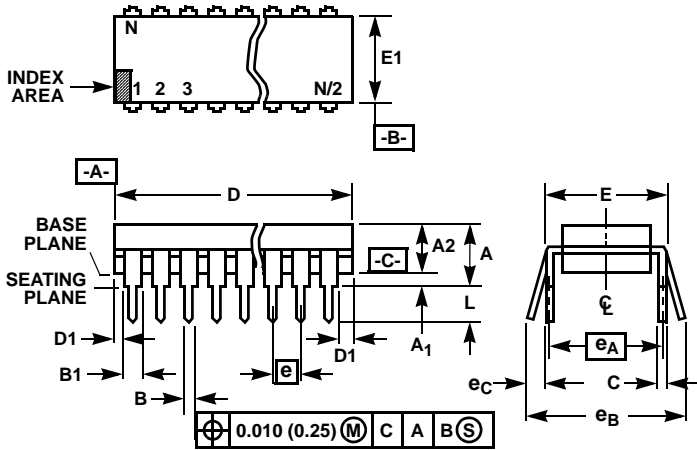 N
E1
INDEX
AREA
1 2 3 N/2
-B-
-A-
D
E
BASE
PLANE
A2 A
-C-
SEATING
PLANE
L
C L
D1
A1
D1
eA
B1
e
eC
C
B
eB
0.010 (0.25) M C A B S